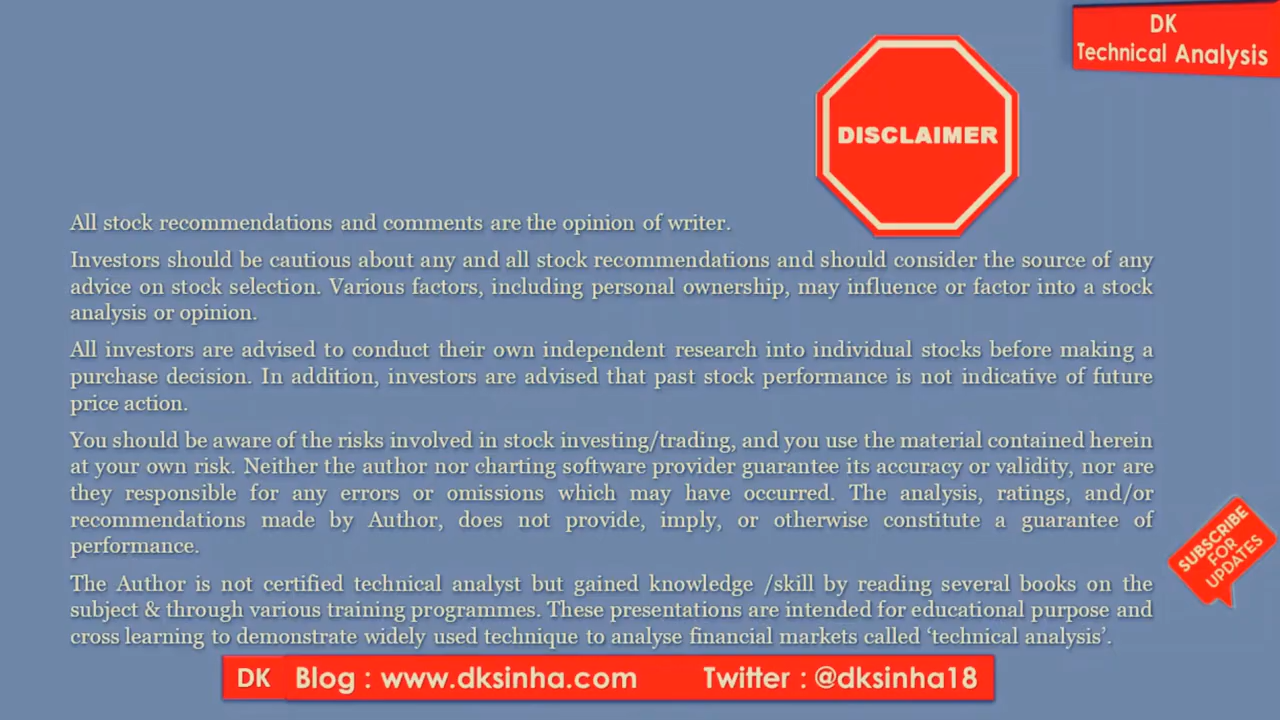 DK
Technical Analysis
DISCLAIMER
All stock recommendations and comments are the opinion of writer.
Investors should be cautious about any and all stock recommendations and should consider the source of any
advice on stock selection. Various factors, including personal ownership, may influence or factor into a stock
analysis or opinion.
All investors are advised to conduct their own independent research into individual stocks before making a
purchase decision. In addition, investors are advised that past stock performance is not indicative of future
price action.
You should be aware of the risks involved in stock investing/trading, and you use the material contained herein
at your own risk. Neither the author nor charting software provider guarantee its accuracy or validity, nor are
they responsible for any errors or omissions which may have occurred. The analysis, ratings, and/or
recommendations made by Author, does not provide, imply, or otherwise constitute a guarantee of
performance.
The Author is not certified technical analyst but gained knowledge /skill by reading several books on the
subject & through various training programmes. These presentations are intended for educational purpose and
cross learning to demonstrate widely used technique to analyse financial markets called ‘technical analysis’.
SUBSCRIBE
FOR
UPDATES
DK Blog : www.dksinha.com Twitter : @dksinha18